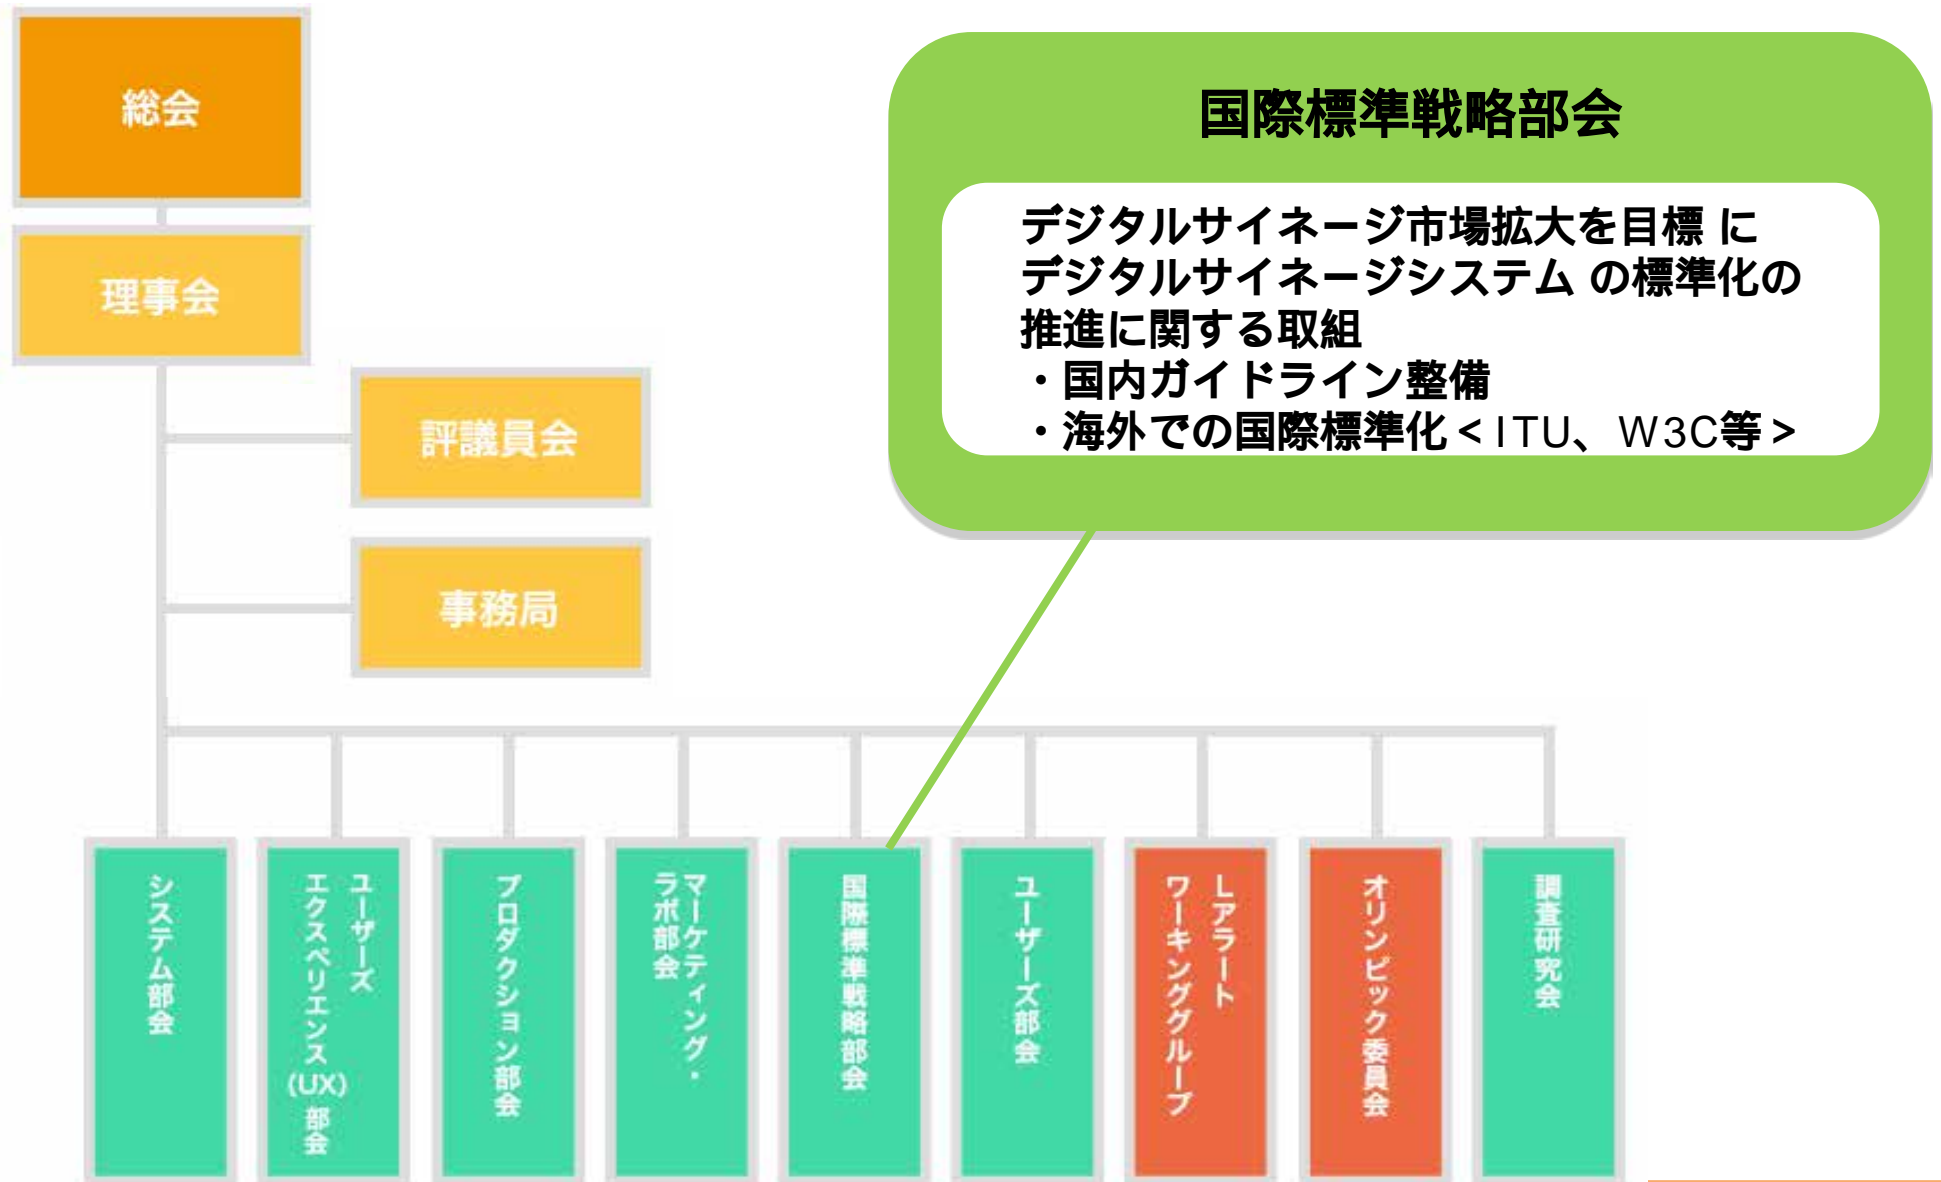 総会
理事会
評議員会
事務局
国際標準戦略部会
デジタルサイネージ市場拡大を目標 に
デジタルサイネージシステム の標準化の
推進に関する取組
・国内ガイドライン整備
・海外での国際標準化＜ITU、W3C等＞
システム部会
ユーザーズ
エクスペリエンス(UX)部会
プロダクション部会
マーケティング・
ラボ部会
国際標準戦略部会
ユーザーズ部会
Lアラート
ワーキンググループ
オリンピック委員会
調査研究会